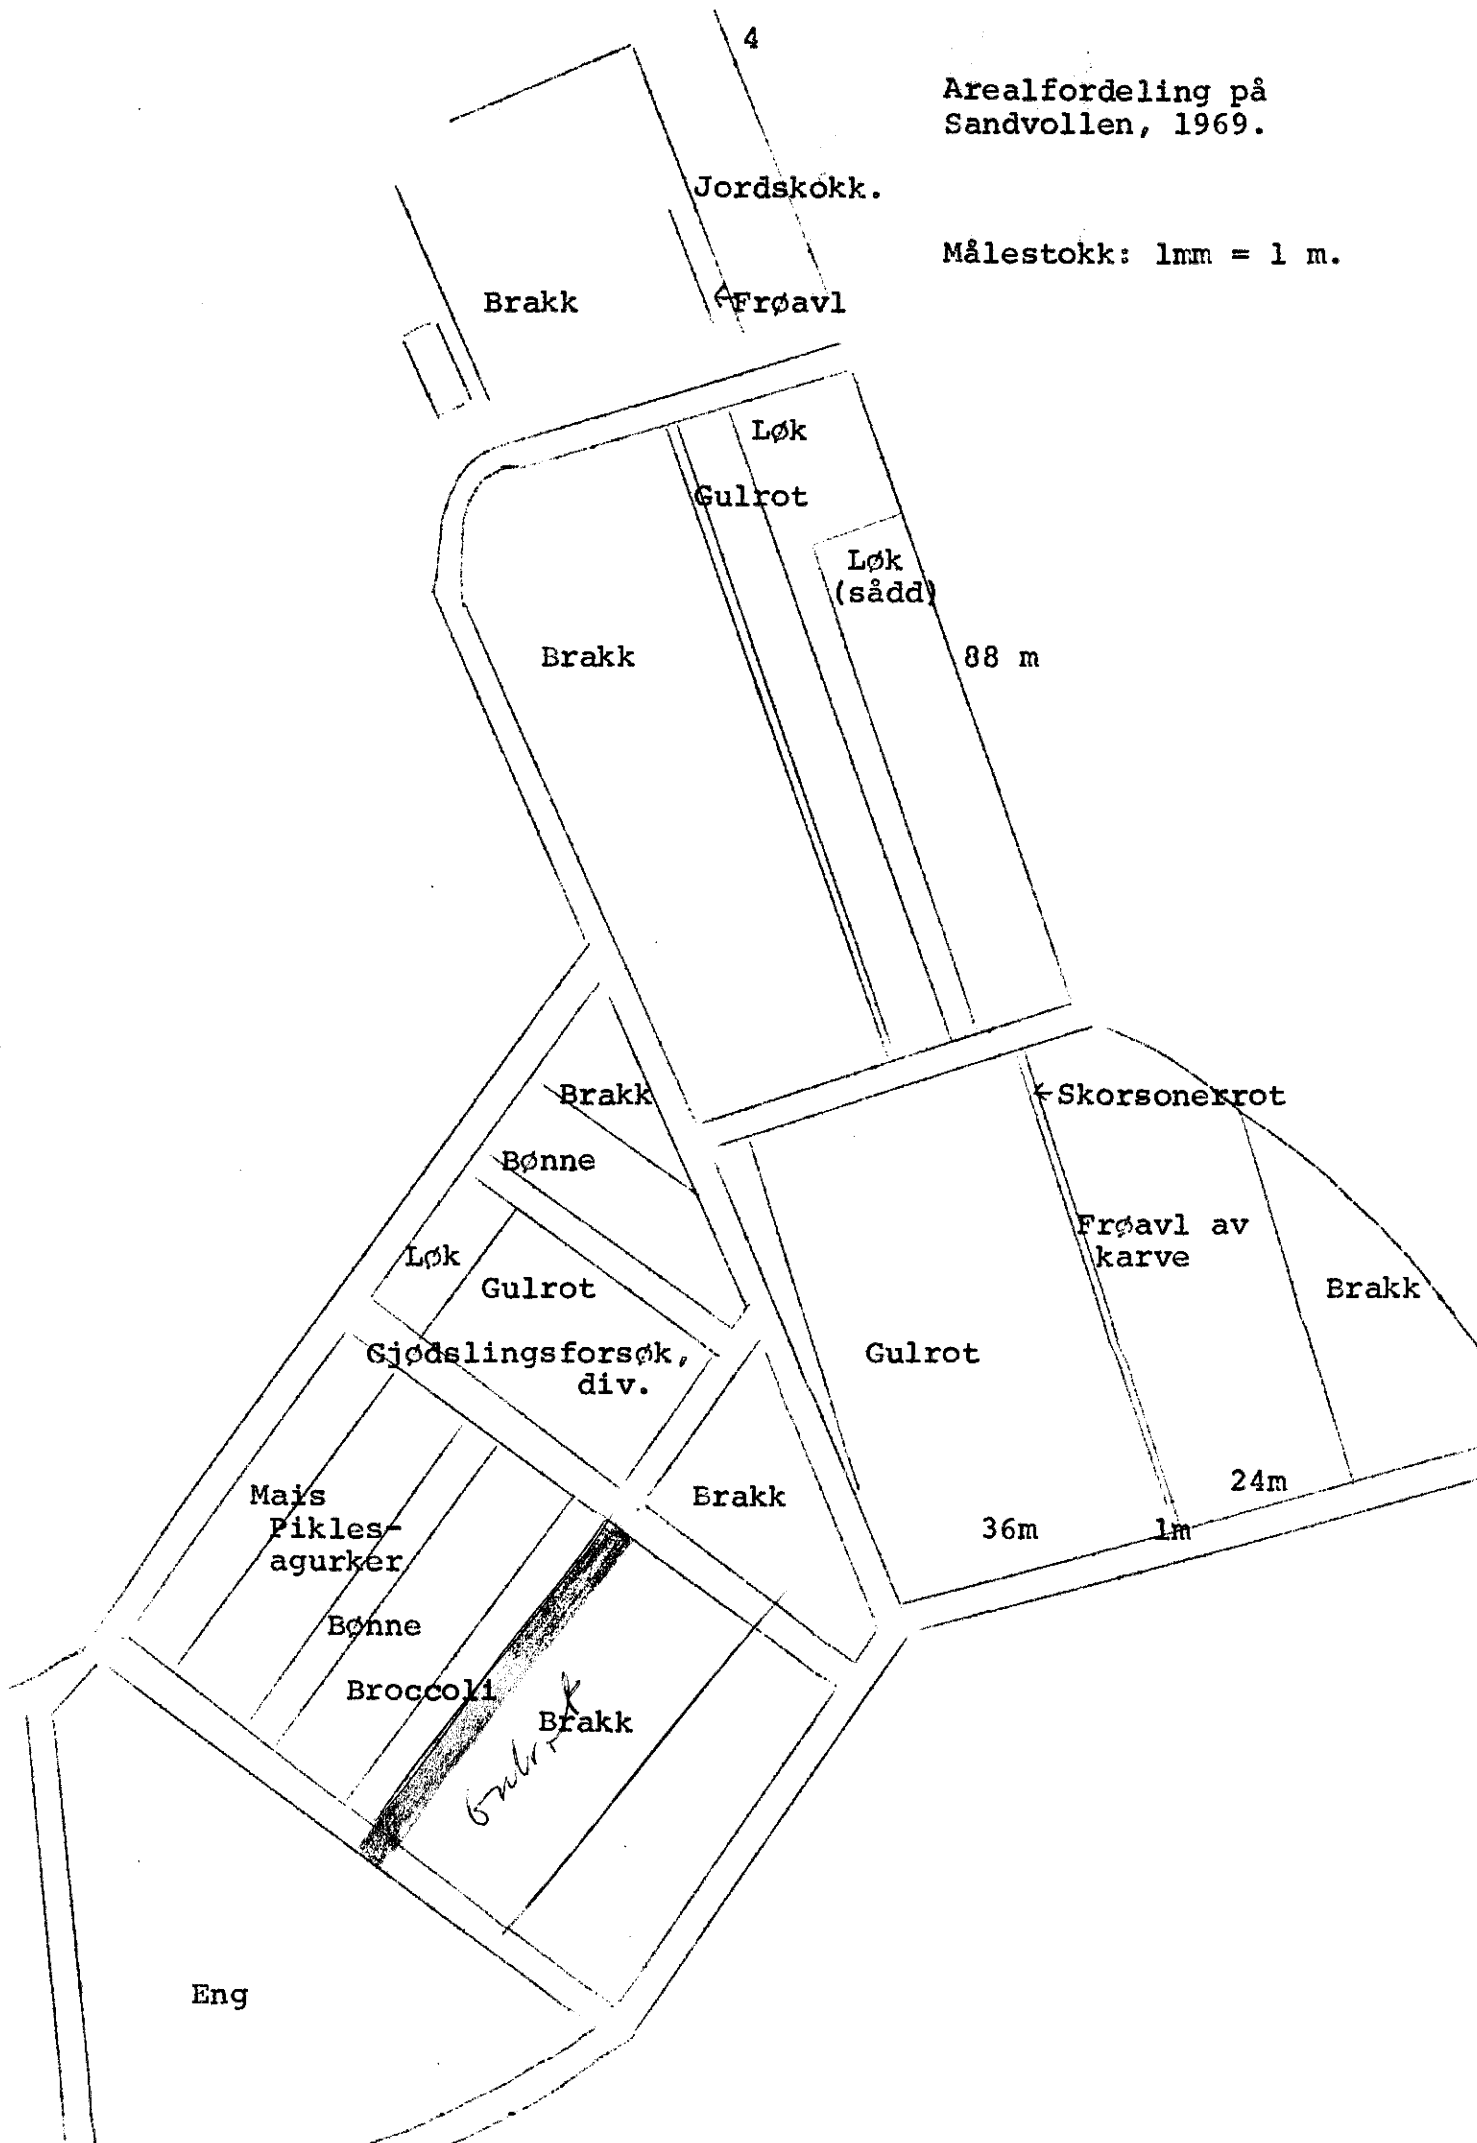 4
Arealfordeling på
Sandvollen, 1969.
Jordskokk.
Målestokk: 1mm = 1 m.
Brakk
Frøavl
Løk
Gulrot
Løk
(sådd)
Brakk
88 m
Brakk
Skorsonerrot
Bønne
Frøavl av
karve
Løk
Gulrot
Brakk
Gjødslingsforsøk,
div.
Gulrot
Mais
Brakk
24m
Pikles-
agurker
36m
1m
Bønne
Broccoli
Brakk
Eng